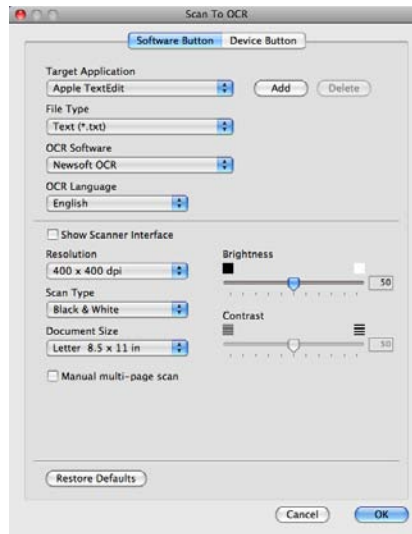 Scan To OCR
Software Button Device Button
Target Application
Apple TextEdit Add Delete
File Type
Text (*.txt)
OCR Software
Newsoft OCR
OCR Language
English
Show Scanner Interface
Resolution Brightness
400 x 400 dpi 50
Scan Type
Black & White Contrast
Document Size 50
Letter 8.5 x 11 in
Manual multi-page scan
Restore Defaults
Cancel OK